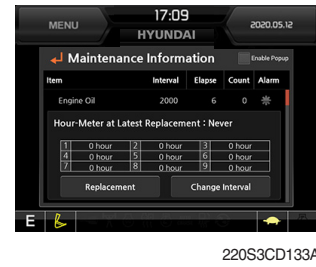 MENU
17:09
2020.05.12
HYUNDAI
Maintenance Information
Enable Popup
Item Interval Elapse Count Alarm
Engine Oil 2000 6 0
Hour-Meter at Latest Replacement : Never
1 0 hour 2 0 hour 3 0 hour
4 0 hour 5 0 hour 6 0 hour
7 0 hour 8 0 hour 9 0 hour
Replacement Change Interval
E
220S3CD133A